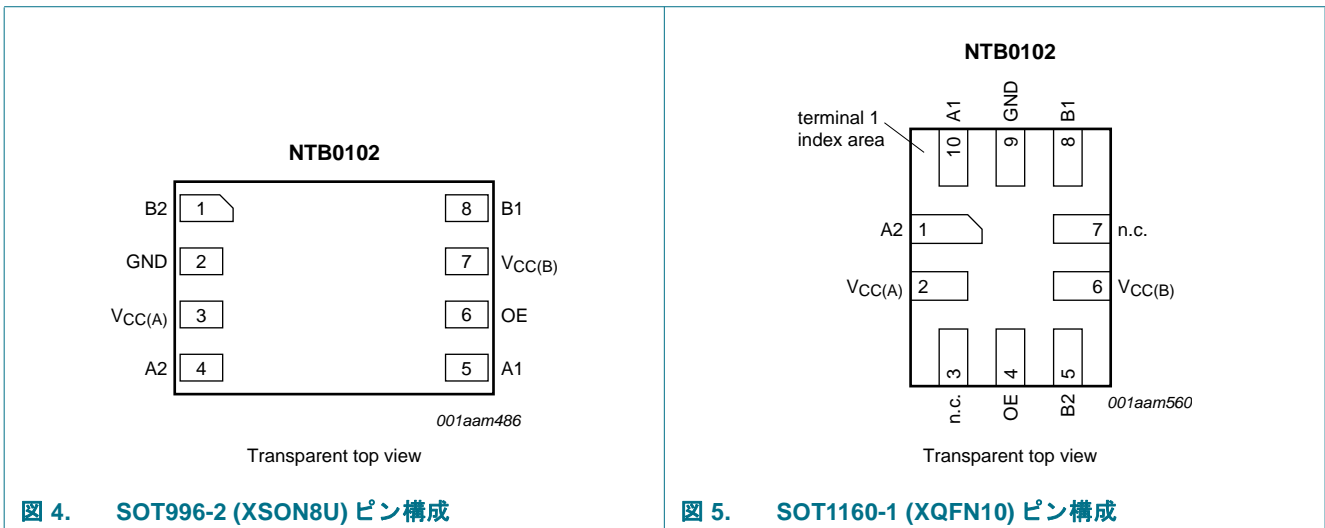 NTB0102
B2 1 8 B1
GND 2 7 VCC(B)
VCC(A) 3 6 OE
A2 4 5 A1
001aam486
Transparent top view
図 4. SOT996-2 (XSON8U) ピン構成
NTB0102
terminal 1
index area
A1 GND B1
10 9 8
A2 1 7 n.c.
VCC(A) 2 6 VCC(B)
3 4 5
n.c. OE B2
001aam560
Transparent top view
図 5. SOT1160-1 (XQFN10) ピン構成